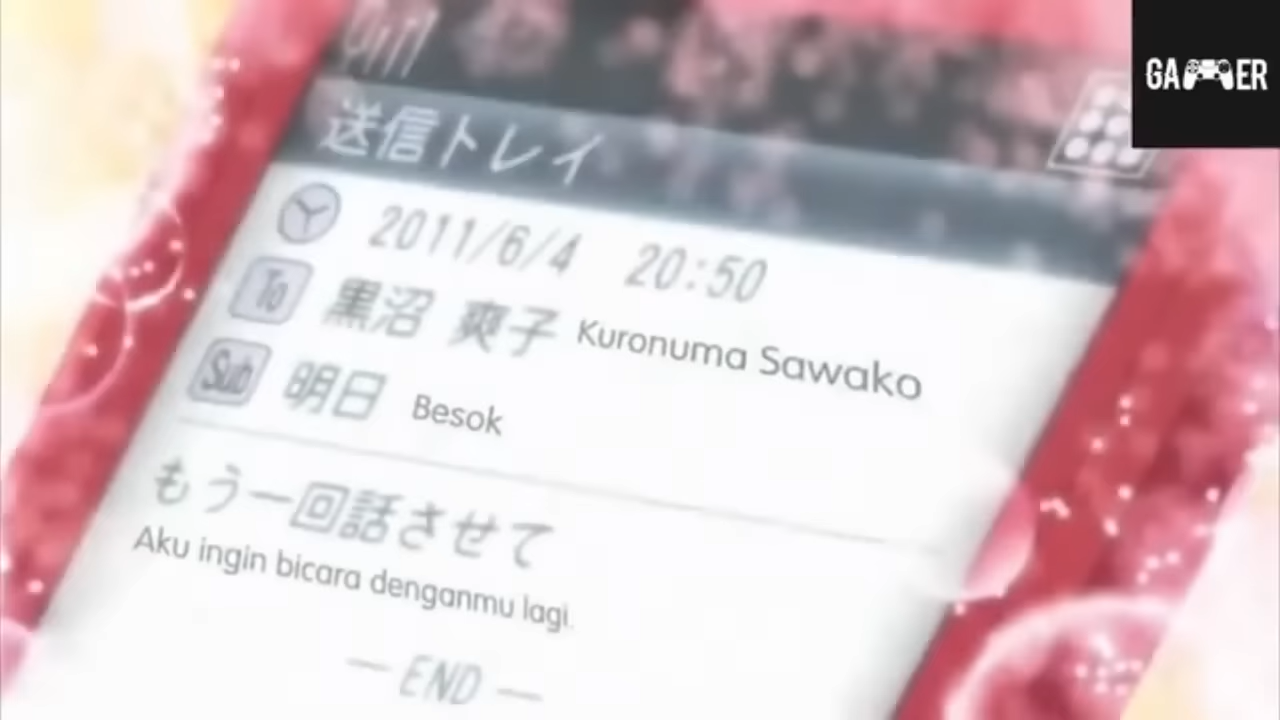 GAMER
送信トレイ
2011/6/4 20:50
To 黒沼 爽子 Kuronuma Sawako
Sub 明日 Besok
もう一回話させて
Aku ingin bicara denganmu lagi.
— END —